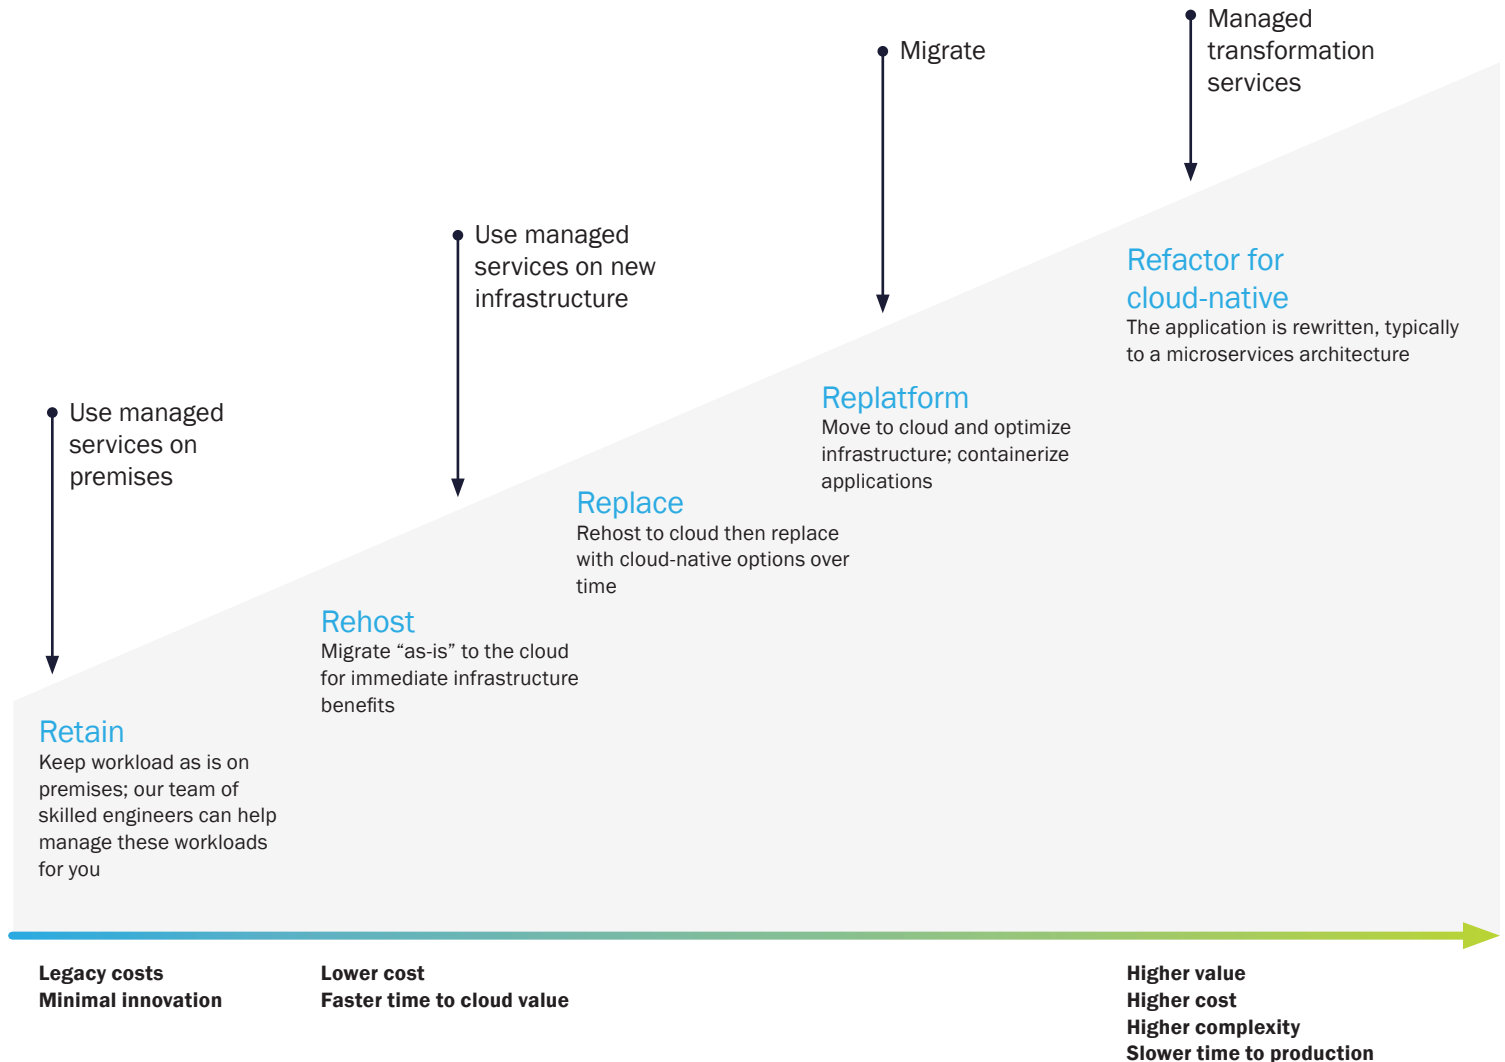 Managed
transformation
services
Migrate
Use managed
services on new
infrastructure
Use managed
services on
premises
Refactor for
cloud-native
The application is rewritten, typically
to a microservices architecture
Replatform
Move to cloud and optimize
infrastructure; containerize
applications
Replace
Rehost to cloud then replace
with cloud-native options over
time
Rehost
Migrate “as-is” to the cloud
for immediate infrastructure
benefits
Retain
Keep workload as is on
premises; our team of
skilled engineers can help
manage these workloads
for you
Legacy costs
Minimal innovation
Lower cost
Faster time to cloud value
Higher value
Higher cost
Higher complexity
Slower time to production